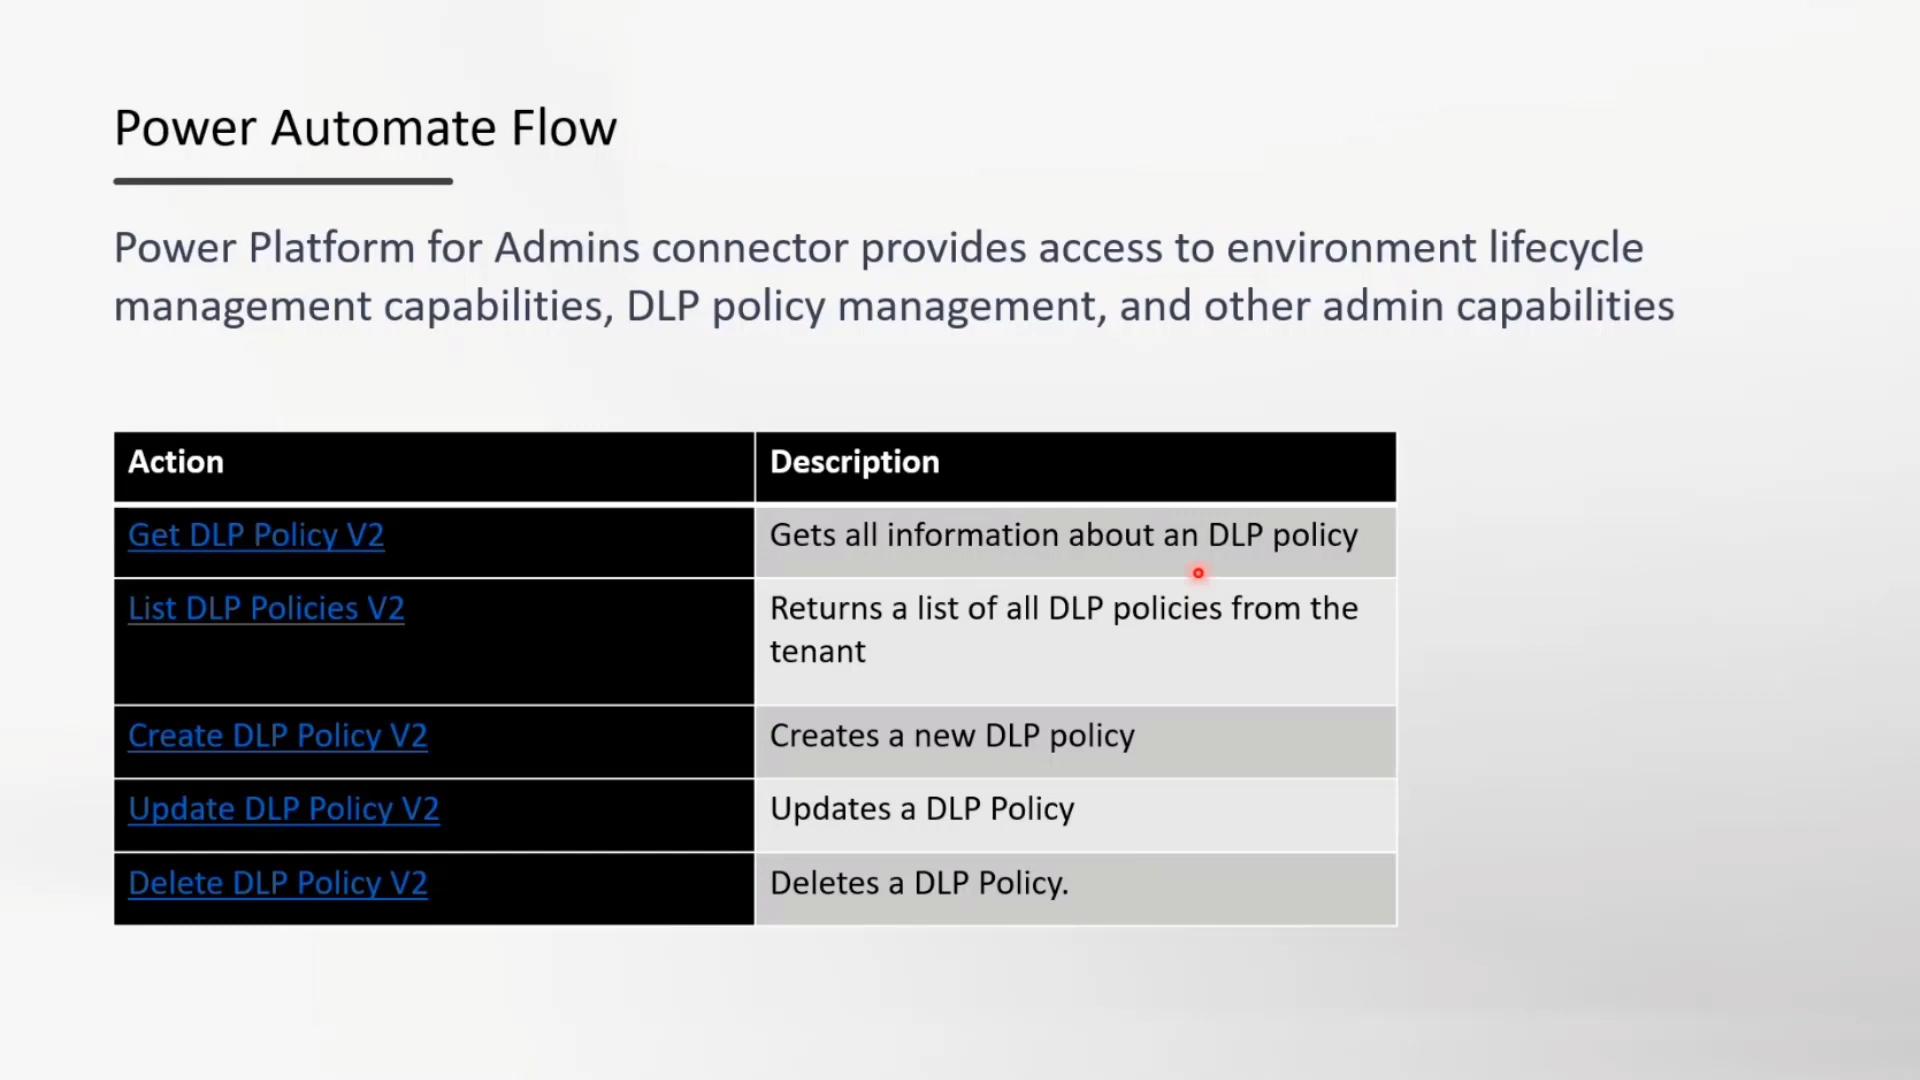 Power Automate Flow
Power Platform for Admins connector provides access to environment lifecycle
management capabilities, DLP policy management, and other admin capabilities
Action
Description
Get DLP Policy V2
Gets all information about an DLP policy
List DLP Policies V2
Returns a list of all DLP policies from the
tenant
Create DLP Policy V2
Creates a new DLP policy
Update DLP Policy V2
Updates a DLP Policy
Delete DLP Policy V2
Deletes a DLP Policy.